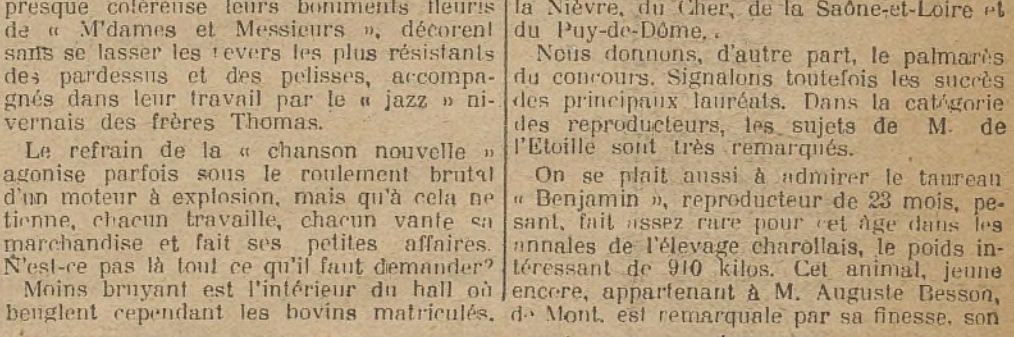 presque coléreuse leurs boniments fleuris
de « M'dames et Messieurs », décorent
sans se lasser les revers les plus résistants
des pardessus et des pelisses, accompa-
gnés dans leur travail par le « jazz » ni-
vernais des frères Thomas.
Le refrain de la « chanson nouvelle »
agonise parfois sous le roulement brutal
d'un moteur à explosion, mais qu'à cela ne
tienne, chacun travaille, chacun vante sa
marchandise et fait ses petites affaires.
N'est-ce pas là tout ce qu'il faut demander?
Moins bruyant est l'intérieur du hall où
beuglent cependant les bovins matriculés.
la Nièvre, du Cher, de la Saône-et-Loire et
du Puy-de-Dôme,.
Nous donnons, d'autre part, le palmarès
du concours. Signalons toutefois les succès
des principaux lauréats. Dans la catégorie
des reproducteurs, les sujets de M. de
l'Etoille sont très remarqués.
On se plait aussi à admirer le taureau
« Benjamin », reproducteur de 23 mois, pe-
sant, fait assez rare pour cet âge dans les
annales de l'élevage charollais, le poids in-
téressant de 910 kilos. Cet animal, jeune
encore, appartenant à M. Auguste Besson,
de Mont, est remarquale par sa finesse, son